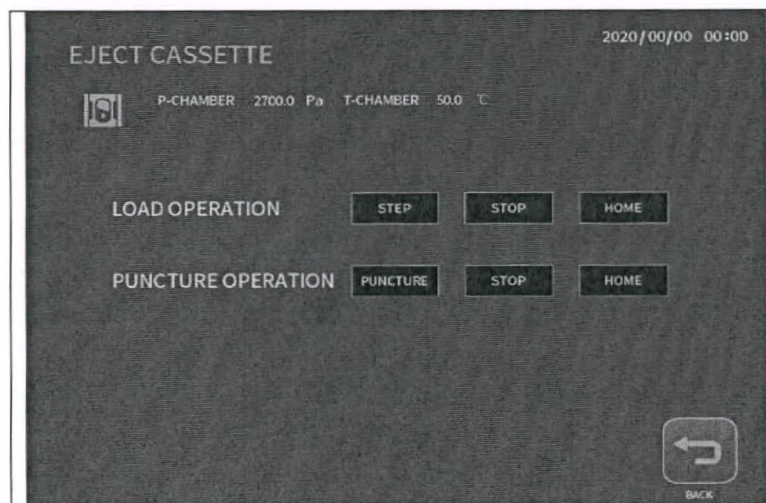 2020/00/00 00:00
EJECT CASSETTE
P-CHAMBER 2700.0 Pa T-CHAMBER 50.0 ℃
LOAD OPERATION STEP STOP HOME
PUNCTURE OPERATION PUNCTURE STOP HOME
BACK